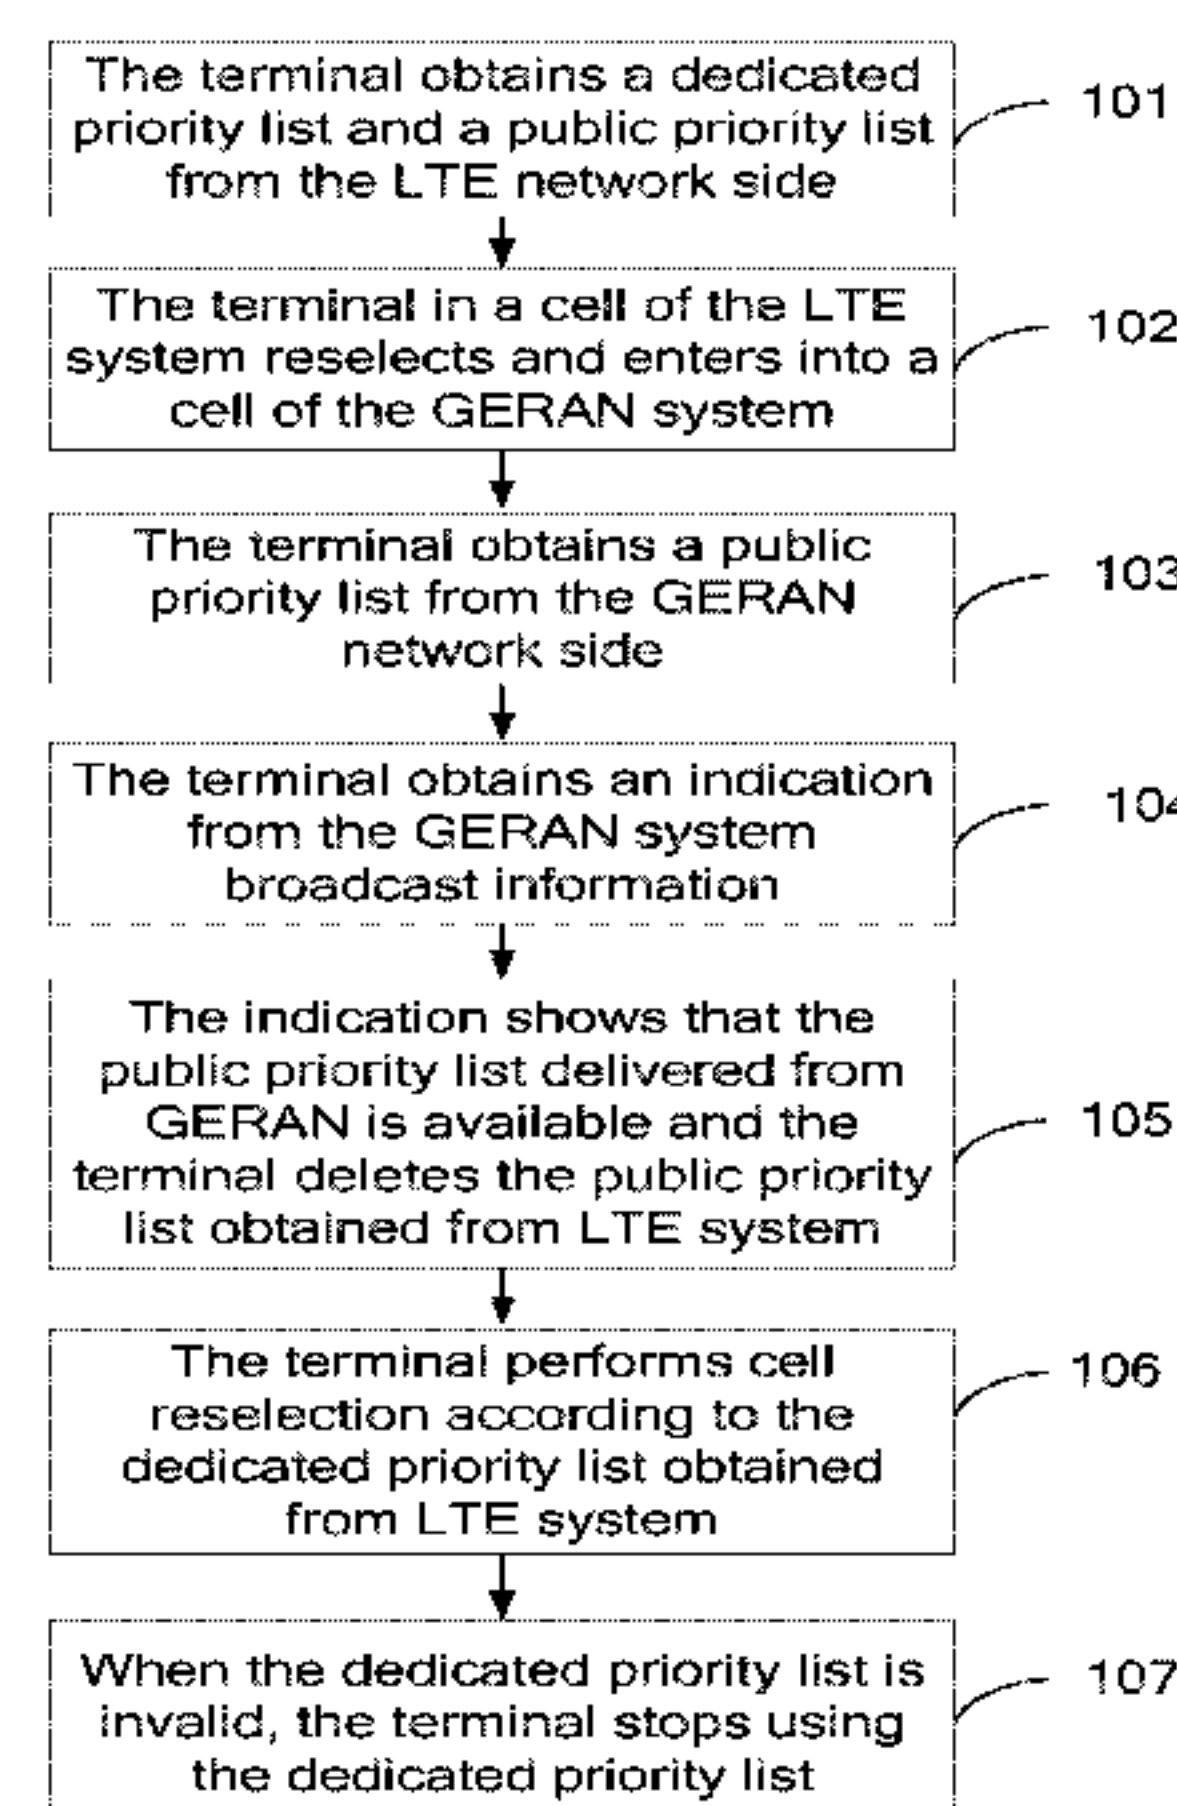 The terminal obtains a dedicated
priority list and a public priority list
from the LTE network side
101
The terminal in a cell of the LTE
system reselects and enters into a
cell of the GERAN system
102
The terminal obtains a public
priority list from the GERAN
network side
103
The terminal obtains an indication
from the GERAN system
broadcast information
104
The indication shows that the
public priority list delivered from
GERAN is available and the
terminal deletes the public priority
list obtained from LTE system
105
The terminal performs cell
reselection according to the
dedicated priority list obtained
from LTE system
106
When the dedicated priority list is
invalid, the terminal stops using
the dedicated priority list
107